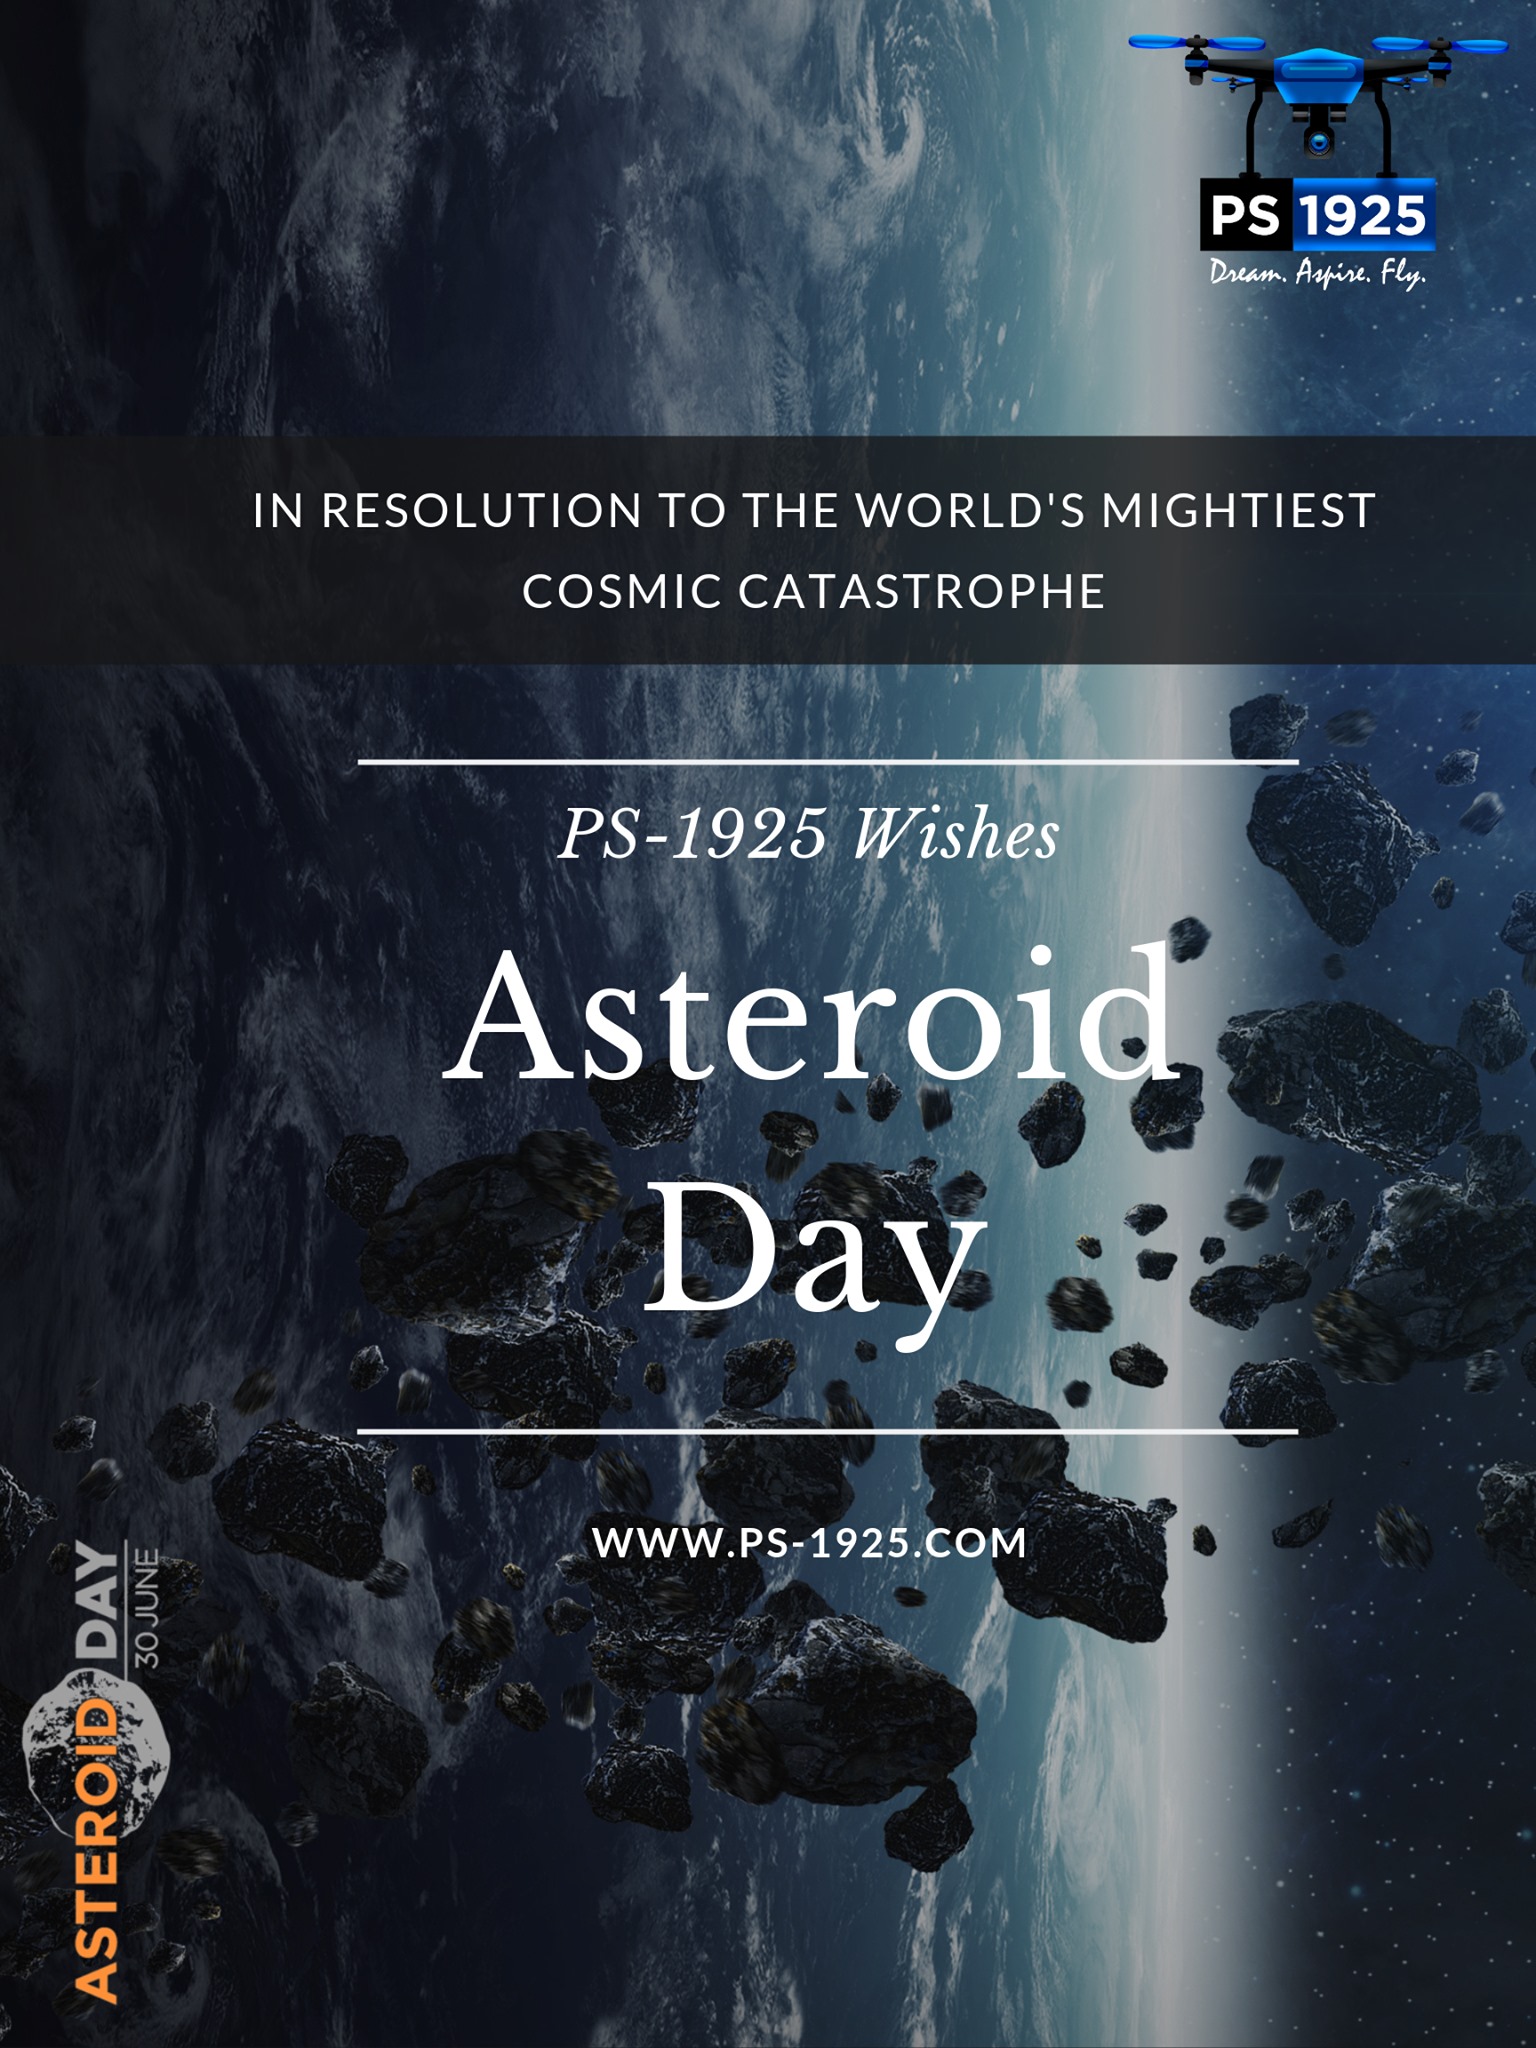 PS 1925
Dream. Aspire. Fly.
IN RESOLUTION TO THE WORLD'S MIGHTIEST
COSMIC CATASTROPHE
PS-1925 Wishes
Asteroid
Day
WWW.PS-1925.COM
ASTEROID DAY
30 JUNE